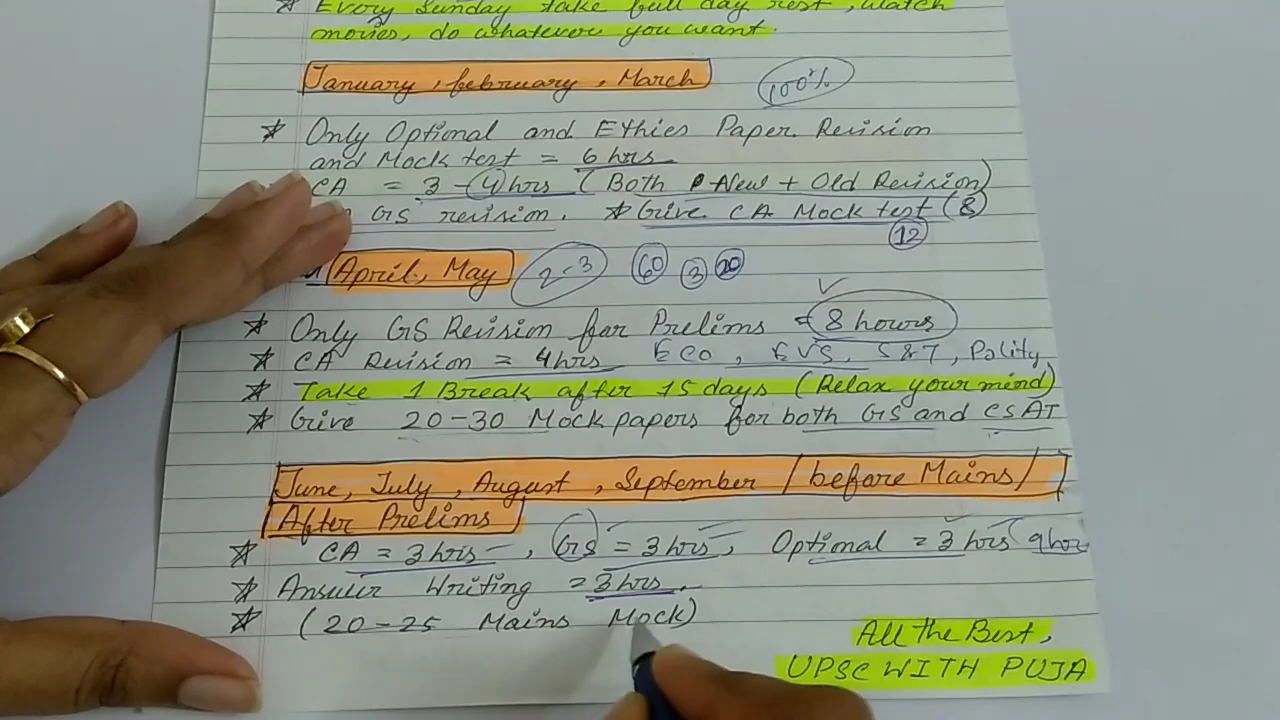 * Every Sunday take full day rest, watch
movies, do whatever you want.
January, february, March 100%
* Only Optional and Ethics Paper Revision
and Mock test = 6 hrs
CA = 3-4 hrs (Both New + Old Revision)
GS revision. * Give CA Mock test (8)
12
April, May 2-3 60 3 20
* Only GS Revision for Prelims = 8 hours
* CA Revision = 4 hrs ECO, EVS, S&T, Polity
* Take 1 Break after 15 days (Relax your mind)
* Give 20-30 Mock papers for both GS and CSAT
June, July, August, September / before Mains /
After Prelims
* CA = 3 hrs, GS = 3 hrs, Optional = 3 hrs 9 hou
* Answer Writing = 3 hrs.
* (20-25 Mains Mock)
All the Best,
UPSC WITH PUJA